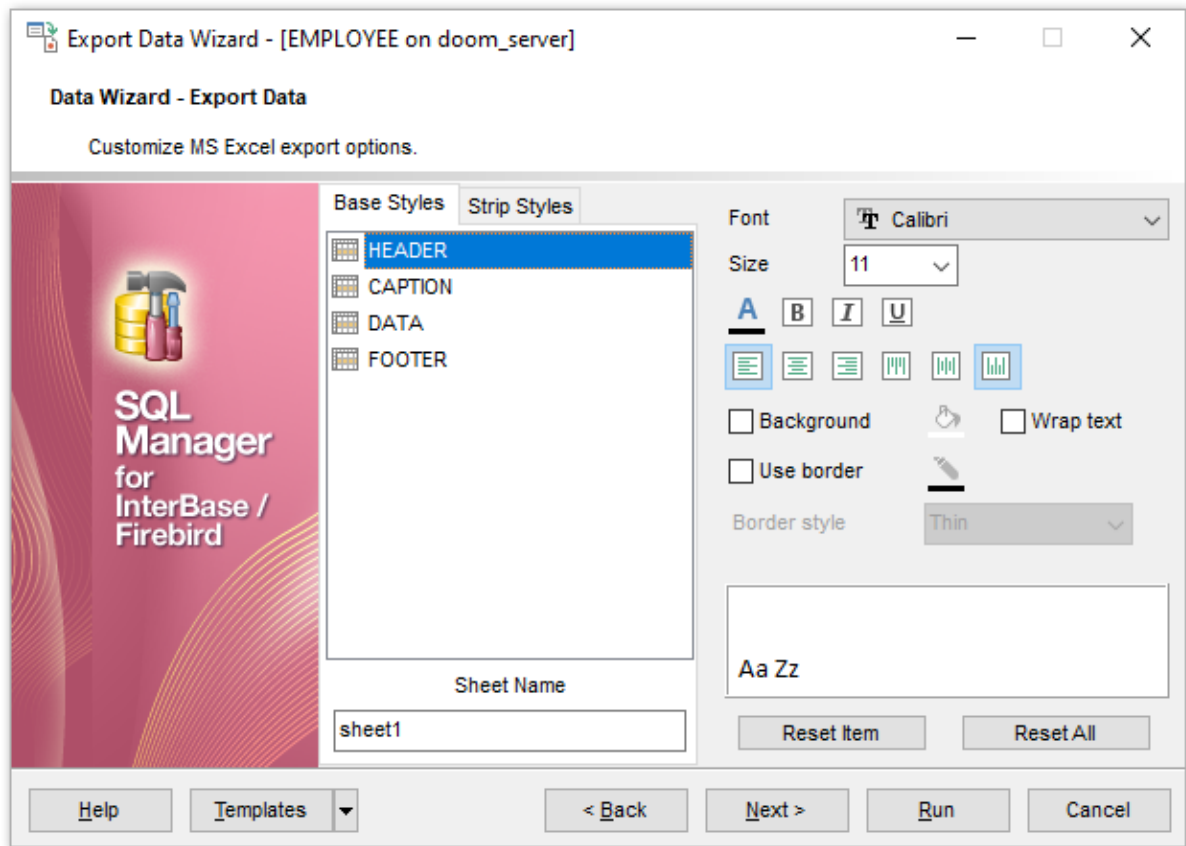 Export Data Wizard - [EMPLOYEE on doom_server]
Data Wizard - Export Data
Customize MS Excel export options.
SQL
Manager
for
InterBase /
Firebird
Base Styles
Strip Styles
HEADER
CAPTION
DATA
FOOTER
Sheet Name
sheet1
Font
Calibri
Size
11
A B I U
Background
Wrap text
Use border
Border style
Thin
Aa Zz
Reset Item
Reset All
Help
Templates
< Back
Next >
Run
Cancel